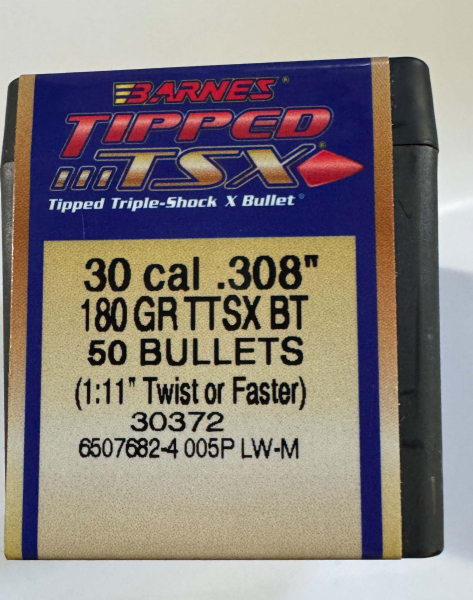 BARNES®
TIPPED
TSX
Tipped Triple-Shock X Bullet®
30 cal .308"
180 GR TTSX BT
50 BULLETS
(1:11" Twist or Faster)
30372
6507682-4 005P LW-M